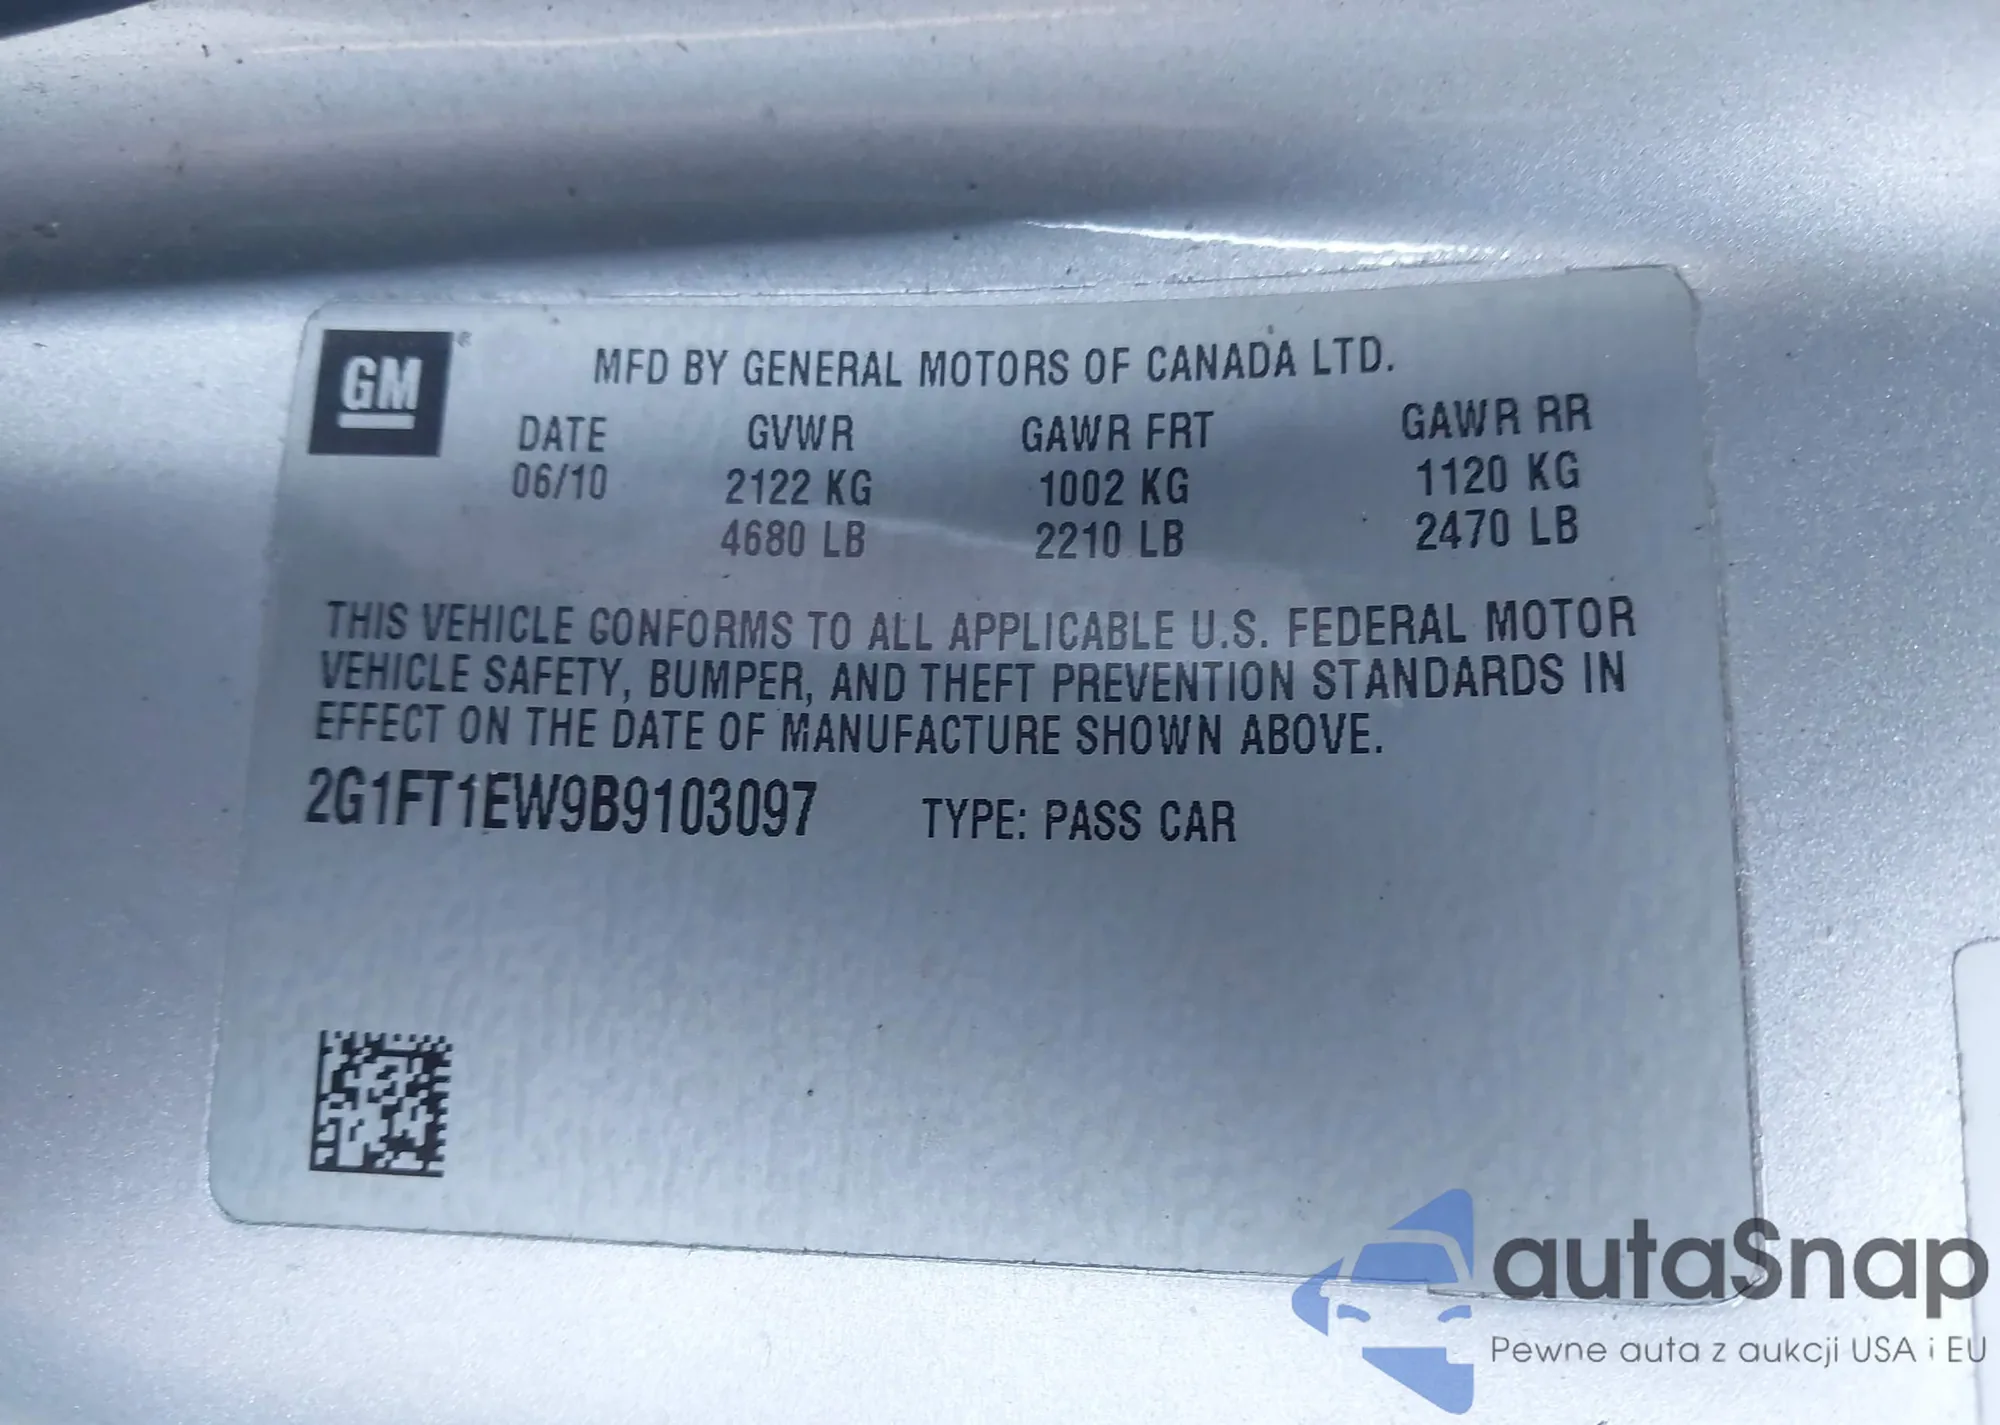 GM ®
MFD BY GENERAL MOTORS OF CANADA LTD.
DATE GVWR GAWR FRT GAWR RR
06/10 2122 KG 1002 KG 1120 KG
4680 LB 2210 LB 2470 LB
THIS VEHICLE CONFORMS TO ALL APPLICABLE U.S. FEDERAL MOTOR
VEHICLE SAFETY, BUMPER, AND THEFT PREVENTION STANDARDS IN
EFFECT ON THE DATE OF MANUFACTURE SHOWN ABOVE.
2G1FT1EW9B9103097 TYPE: PASS CAR
autaSnap
Pewne auta z aukcji USA i EU